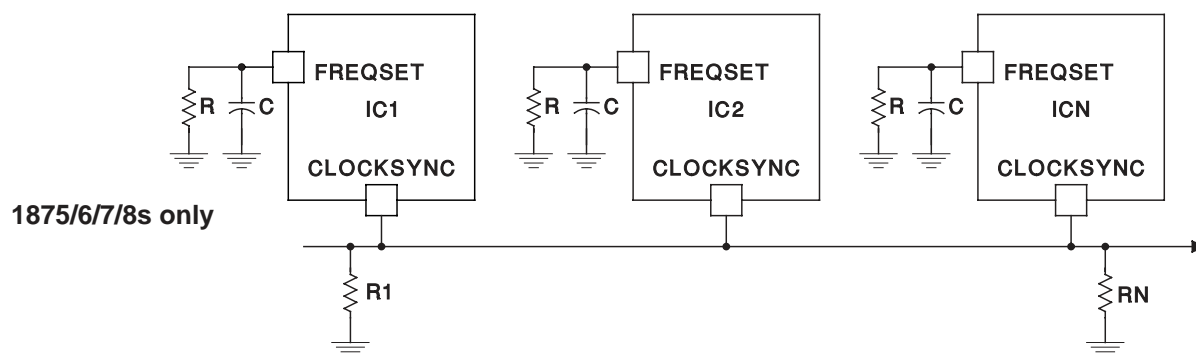 FREQSET
R
C
IC1
CLOCKSYNC
FREQSET
R
C
IC2
CLOCKSYNC
FREQSET
R
C
ICN
CLOCKSYNC
1875/6/7/8s only
R1
RN